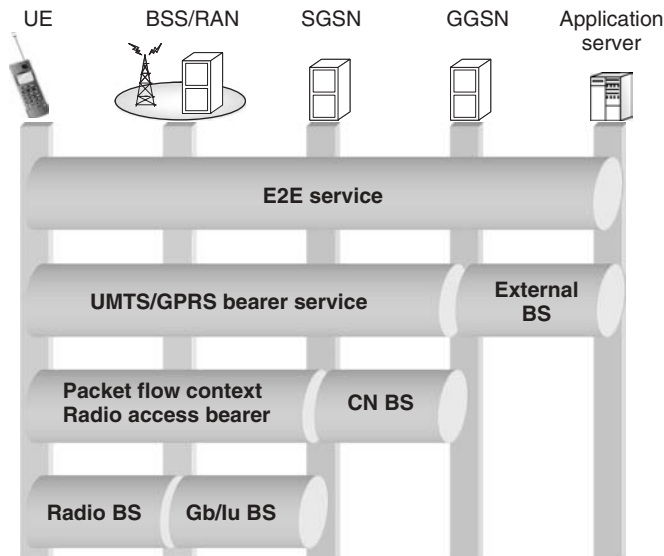 UE
BSS/RAN
SGSN
GGSN
Application
server
E2E service
UMTS/GPRS bearer service
External
BS
Packet flow context
Radio access bearer
CN BS
Radio BS
Gb/Iu BS